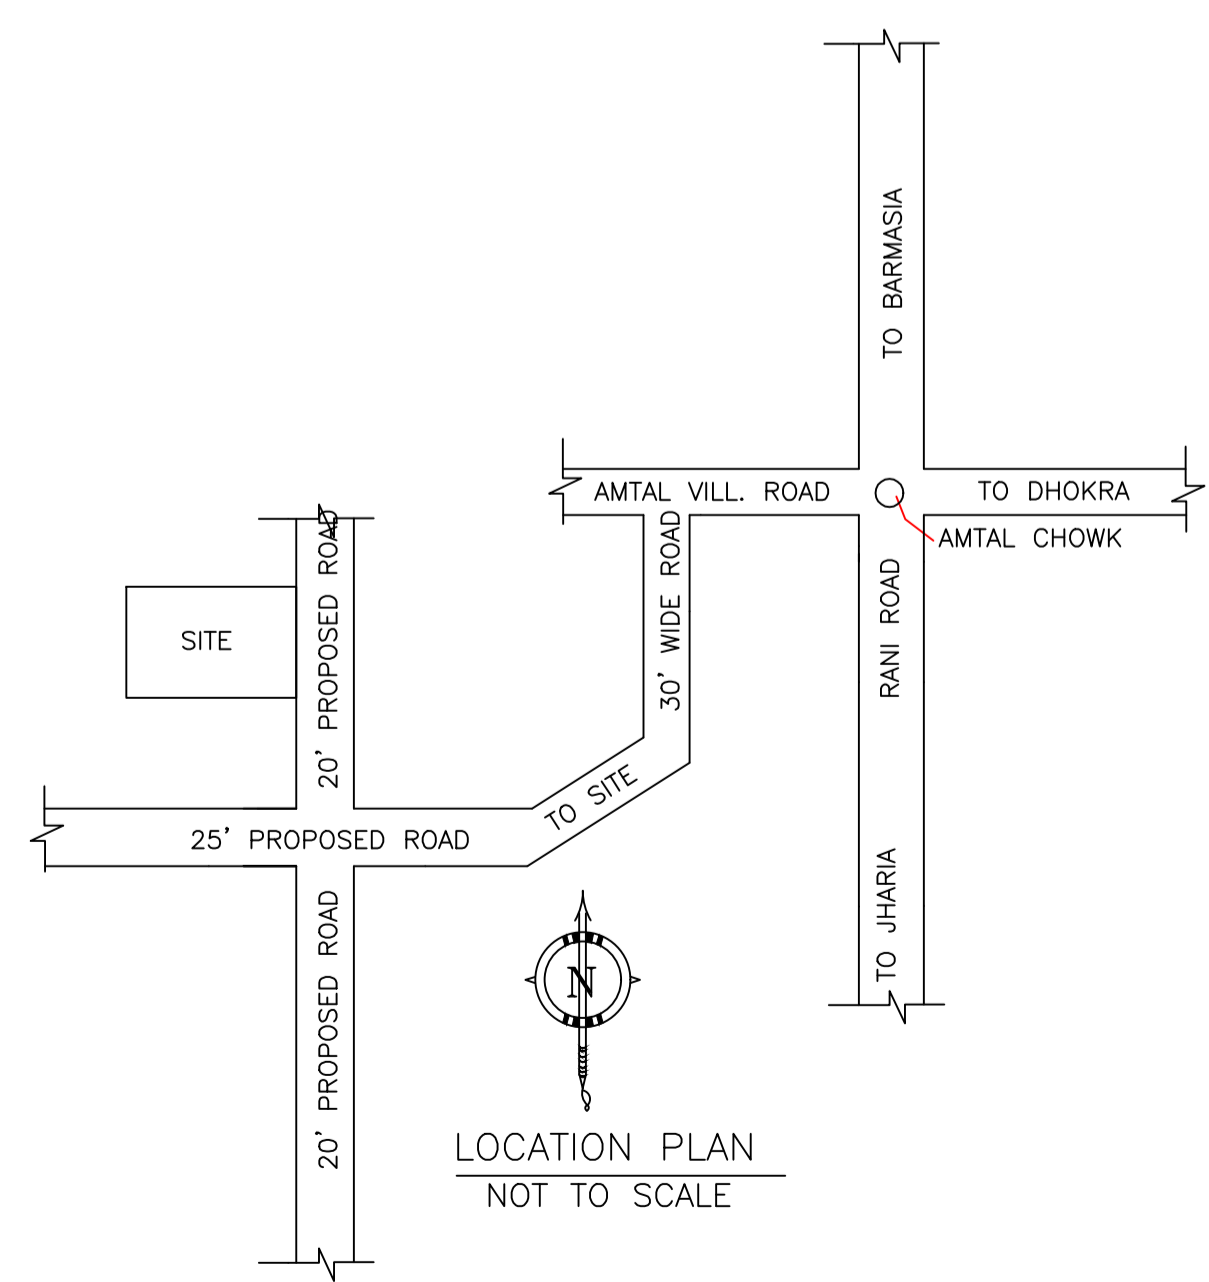 TO BARMASIA
AMTAL VILL. ROAD
TO DHOKRA
AMTAL CHOWK
20' PROPOSED ROAD
30' WIDE ROAD
RANI ROAD
SITE
TO SITE
25' PROPOSED ROAD
TO JHARIA
20' PROPOSED ROAD
N
LOCATION PLAN
NOT TO SCALE